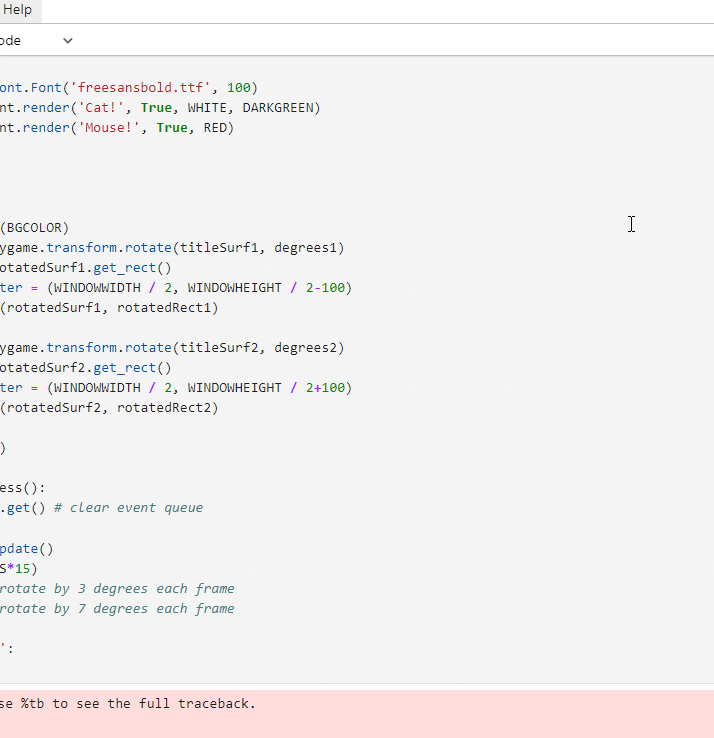 Help
ode
ont.Font('freesansbold.ttf', 100)
nt.render('Cat!', True, WHITE, DARKGREEN)
nt.render('Mouse!', True, RED)
(BGCOLOR)
ygame.transform.rotate(titleSurf1, degrees1)
otatedSurf1.get_rect()
ter = (WINDOWWIDTH / 2, WINDOWHEIGHT / 2-100)
(rotatedSurf1, rotatedRect1)
ygame.transform.rotate(titleSurf2, degrees2)
otatedSurf2.get_rect()
ter = (WINDOWWIDTH / 2, WINDOWHEIGHT / 2+100)
(rotatedSurf2, rotatedRect2)
)
ess():
.get() # clear event queue
pdate()
S*15)
rotate by 3 degrees each frame
rotate by 7 degrees each frame
':
se %tb to see the full traceback.